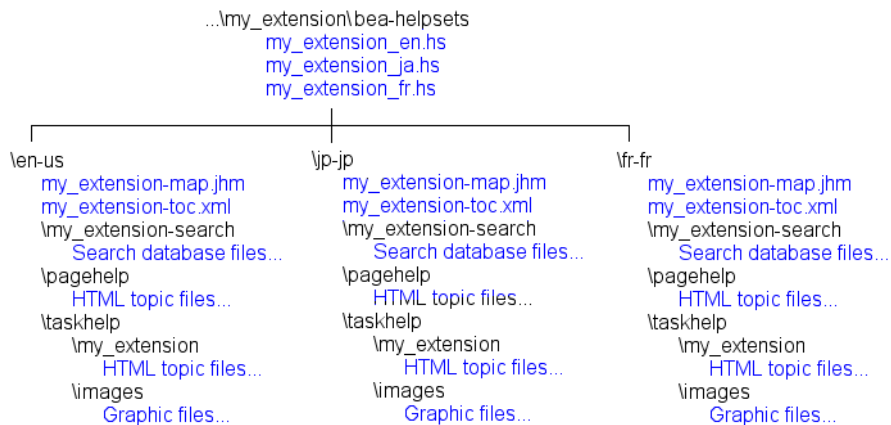 ...\my_extension\bea-helpsets
my_extension_en.hs
my_extension_ja.hs
my_extension_fr.hs
\en-us
my_extension-map.jhm
my_extension-toc.xml
\my_extension-search
Search database files...
\pagehelp
HTML topic files...
\taskhelp
\my_extension
HTML topic files...
\images
Graphic files...
\jp-jp
my_extension-map.jhm
my_extension-toc.xml
\my_extension-search
Search database files...
\pagehelp
HTML topic files...
\taskhelp
\my_extension
HTML topic files...
\images
Graphic files...
\fr-fr
my_extension-map.jhm
my_extension-toc.xml
\my_extension-search
Search database files...
\pagehelp
HTML topic files...
\taskhelp
\my_extension
HTML topic files...
\images
Graphic files...